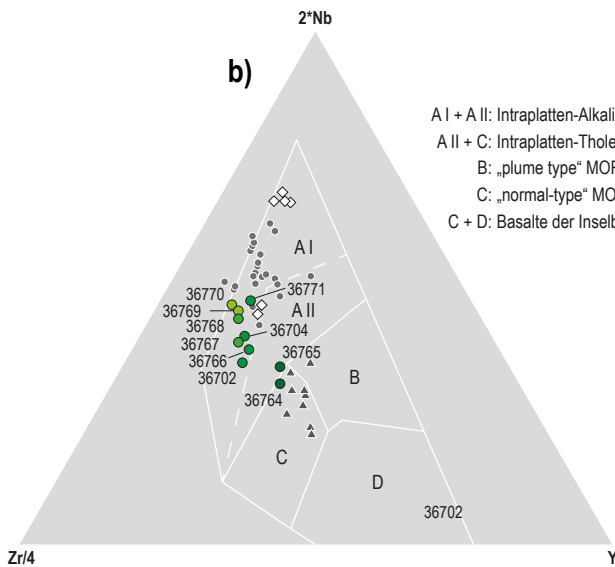 2*Nb
b)
A I + A II: Intraplatten-Alkali
A II + C: Intraplatten-Thole
B: „plume type“ MOR
C: „normal-type“ MO
C + D: Basalte der Inselb
A I
36770
36771
36769
A II
36768
36704
36767
36765
36766
36702
B
36764
C
D
36702
Zr/4
Y